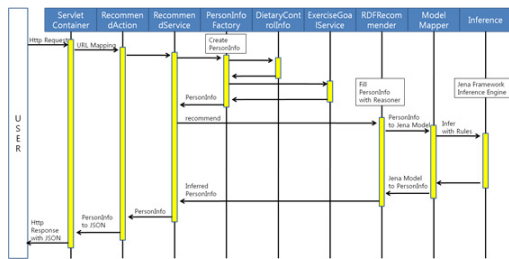 Servlet
Container
Recommen
dAction
Recommen
dService
PersonInfo
Factory
DietaryCont
rolInfo
ExerciseGoa
lService
RDFRecom
mender
Model
Mapper
Inference
Http Request
URL Mapping
Create
PersonInfo
PersonInfo
Fill
PersonInfo
with Reasoner
Jena Framework
Inference Engine
recommend
PersonInfo
to Jena Model
Infer
with Rules
Jena Model
to PersonInfo
Inferred
PersonInfo
PersonInfo
PersonInfo
to JSON
Http
Response
with JSON
U
S
E
R